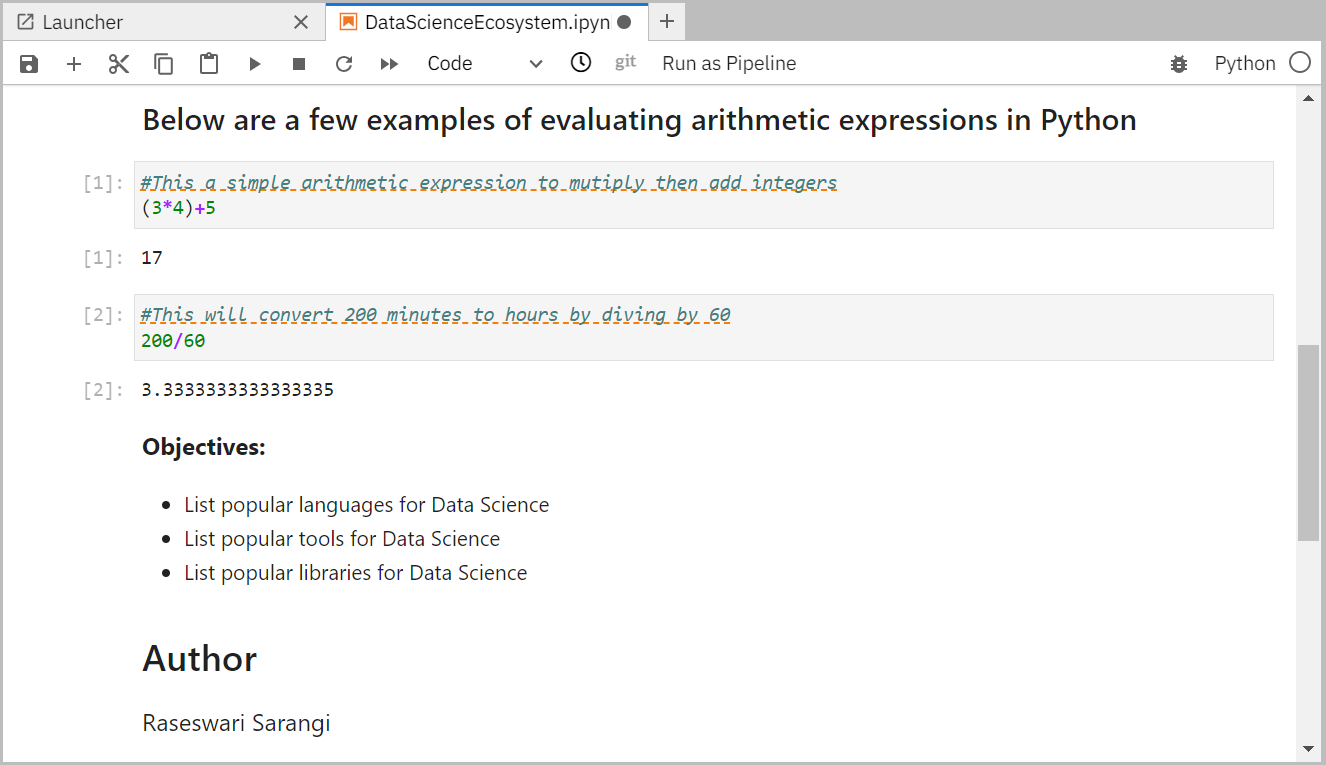 Launcher
DataScienceEcosystem.ipyn
Code
git
Run as Pipeline
Python
Below are a few examples of evaluating arithmetic expressions in Python
[1]:
#This a simple arithmetic expression to mutiply then add integers
(3*4)+5
[1]:
17
[2]:
#This will convert 200 minutes to hours by diving by 60
200/60
[2]:
3.3333333333333335
Objectives:
• List popular languages for Data Science
• List popular tools for Data Science
• List popular libraries for Data Science
Author
Raseswari Sarangi